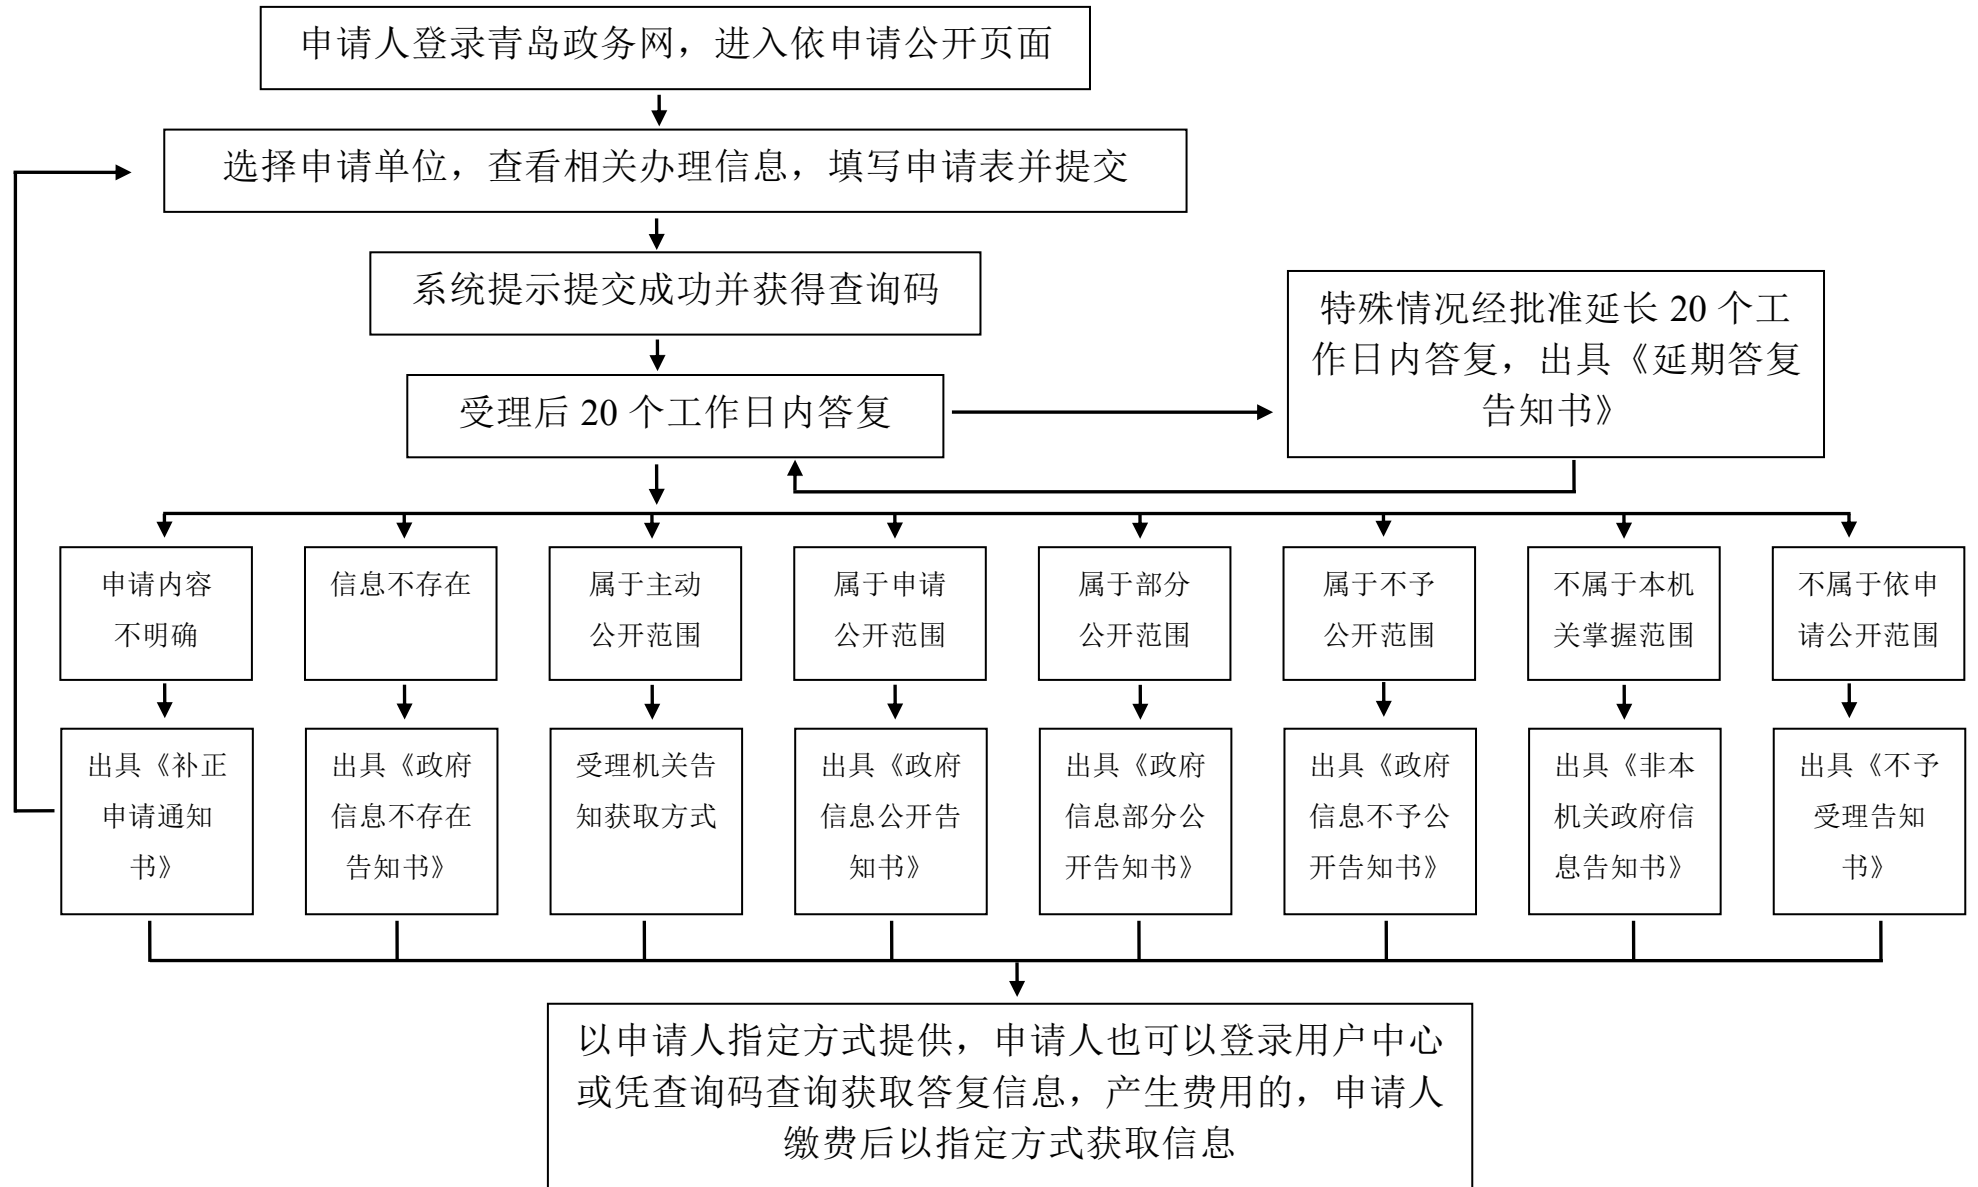 申请人登录青岛政务网，进入依申请公开页面
选择申请单位，查看相关办理信息，填写申请表并提交
系统提示提交成功并获得查询码
特殊情况经批准延长 20 个工
作日内答复，出具《延期答复
告知书》
受理后 20 个工作日内答复
申请内容
不明确
信息不存在
属于主动
公开范围
属于申请
公开范围
属于部分
公开范围
属于不予
公开范围
不属于本机
关掌握范围
不属于依申
请公开范围
出具《补正
申请通知
书》
出具《政府
信息不存在
告知书》
受理机关告
知获取方式
出具《政府
信息公开告
知书》
出具《政府
信息部分公
开告知书》
出具《政府
信息不予公
开告知书》
出具《非本
机关政府信
息告知书》
出具《不予
受理告知
书》
以申请人指定方式提供，申请人也可以登录用户中心
或凭查询码查询获取答复信息，产生费用的，申请人
缴费后以指定方式获取信息